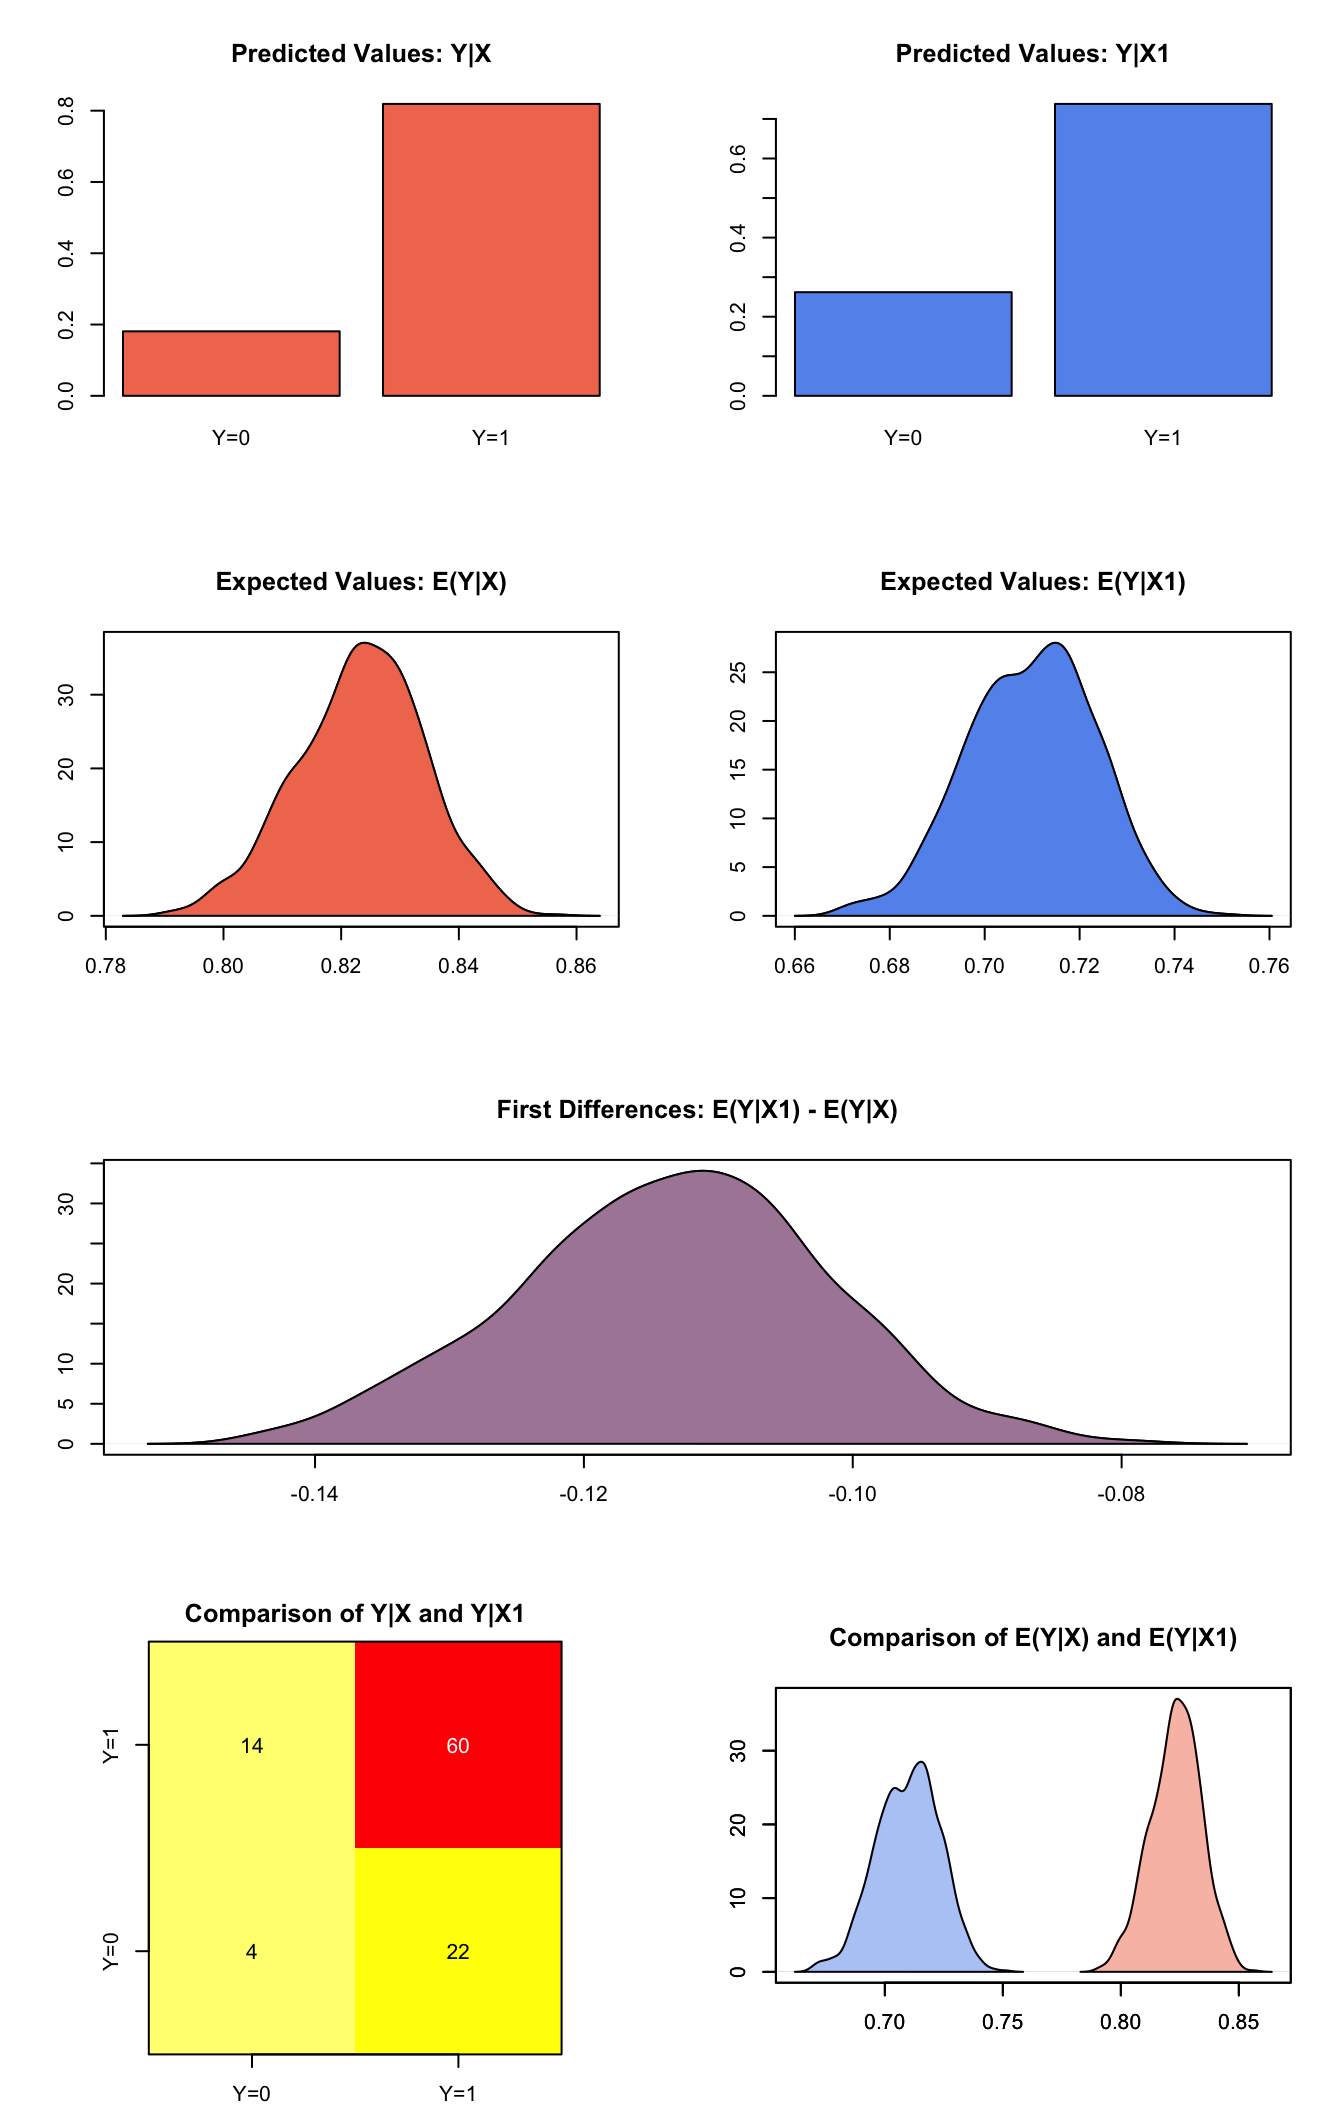 Predicted Values: Y|X
0.0 0.2 0.4 0.6 0.8
Y=0 Y=1
Predicted Values: Y|X1
0.0 0.2 0.4 0.6
Y=0 Y=1
Expected Values: E(Y|X)
0 10 20 30
0.78 0.80 0.82 0.84 0.86
Expected Values: E(Y|X1)
0 5 10 15 20 25
0.66 0.68 0.70 0.72 0.74 0.76
First Differences: E(Y|X1) - E(Y|X)
0 5 10 20 30
-0.14 -0.12 -0.10 -0.08
Comparison of Y|X and Y|X1
Y=1
14 60
Y=0
4 22
Y=0 Y=1
Comparison of E(Y|X) and E(Y|X1)
0 10 20 30
0.70 0.75 0.80 0.85